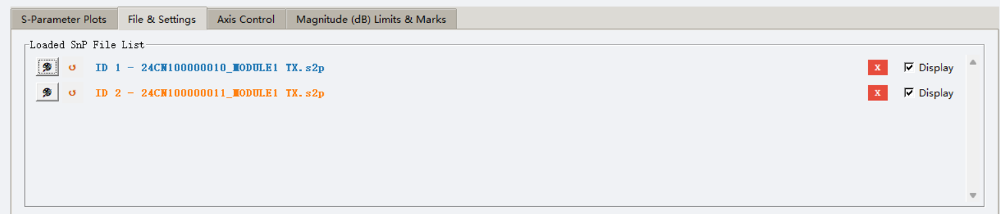 S-Parameter Plots File & Settings Axis Control Magnitude (dB) Limits & Marks
Loaded SnP File List
ID 1 - 24CN100000010_MODULE1 TX.s2p X Display
ID 2 - 24CN100000011_MODULE1 TX.s2p X Display